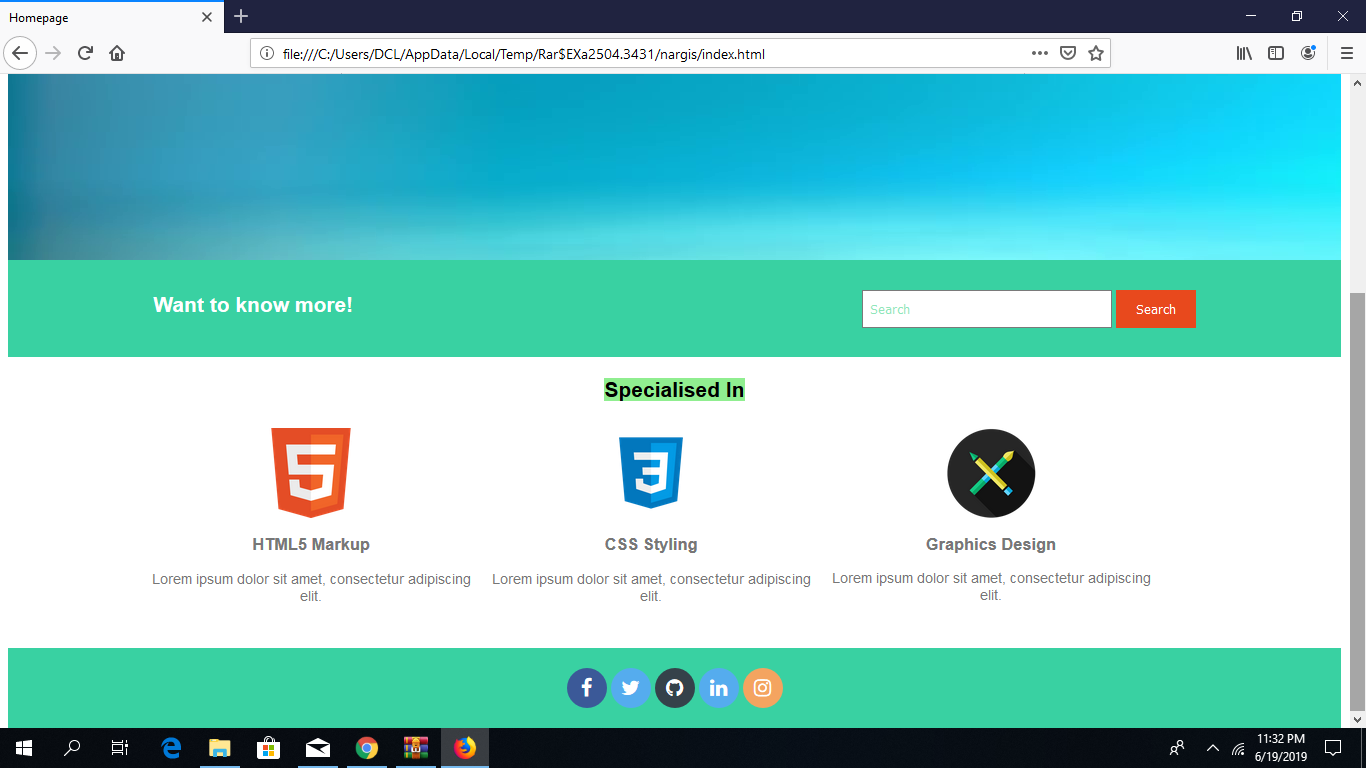 Homepage
file:///C:/Users/DCL/AppData/Local/Temp/Rar$EXa2504.3431/nargis/index.html
Want to know more!
Search
Search
Specialised In
HTML5 Markup
CSS Styling
Graphics Design
Lorem ipsum dolor sit amet, consectetur adipiscing
elit.
Lorem ipsum dolor sit amet, consectetur adipiscing
elit.
Lorem ipsum dolor sit amet, consectetur adipiscing
elit.
11:32 PM
6/19/2019